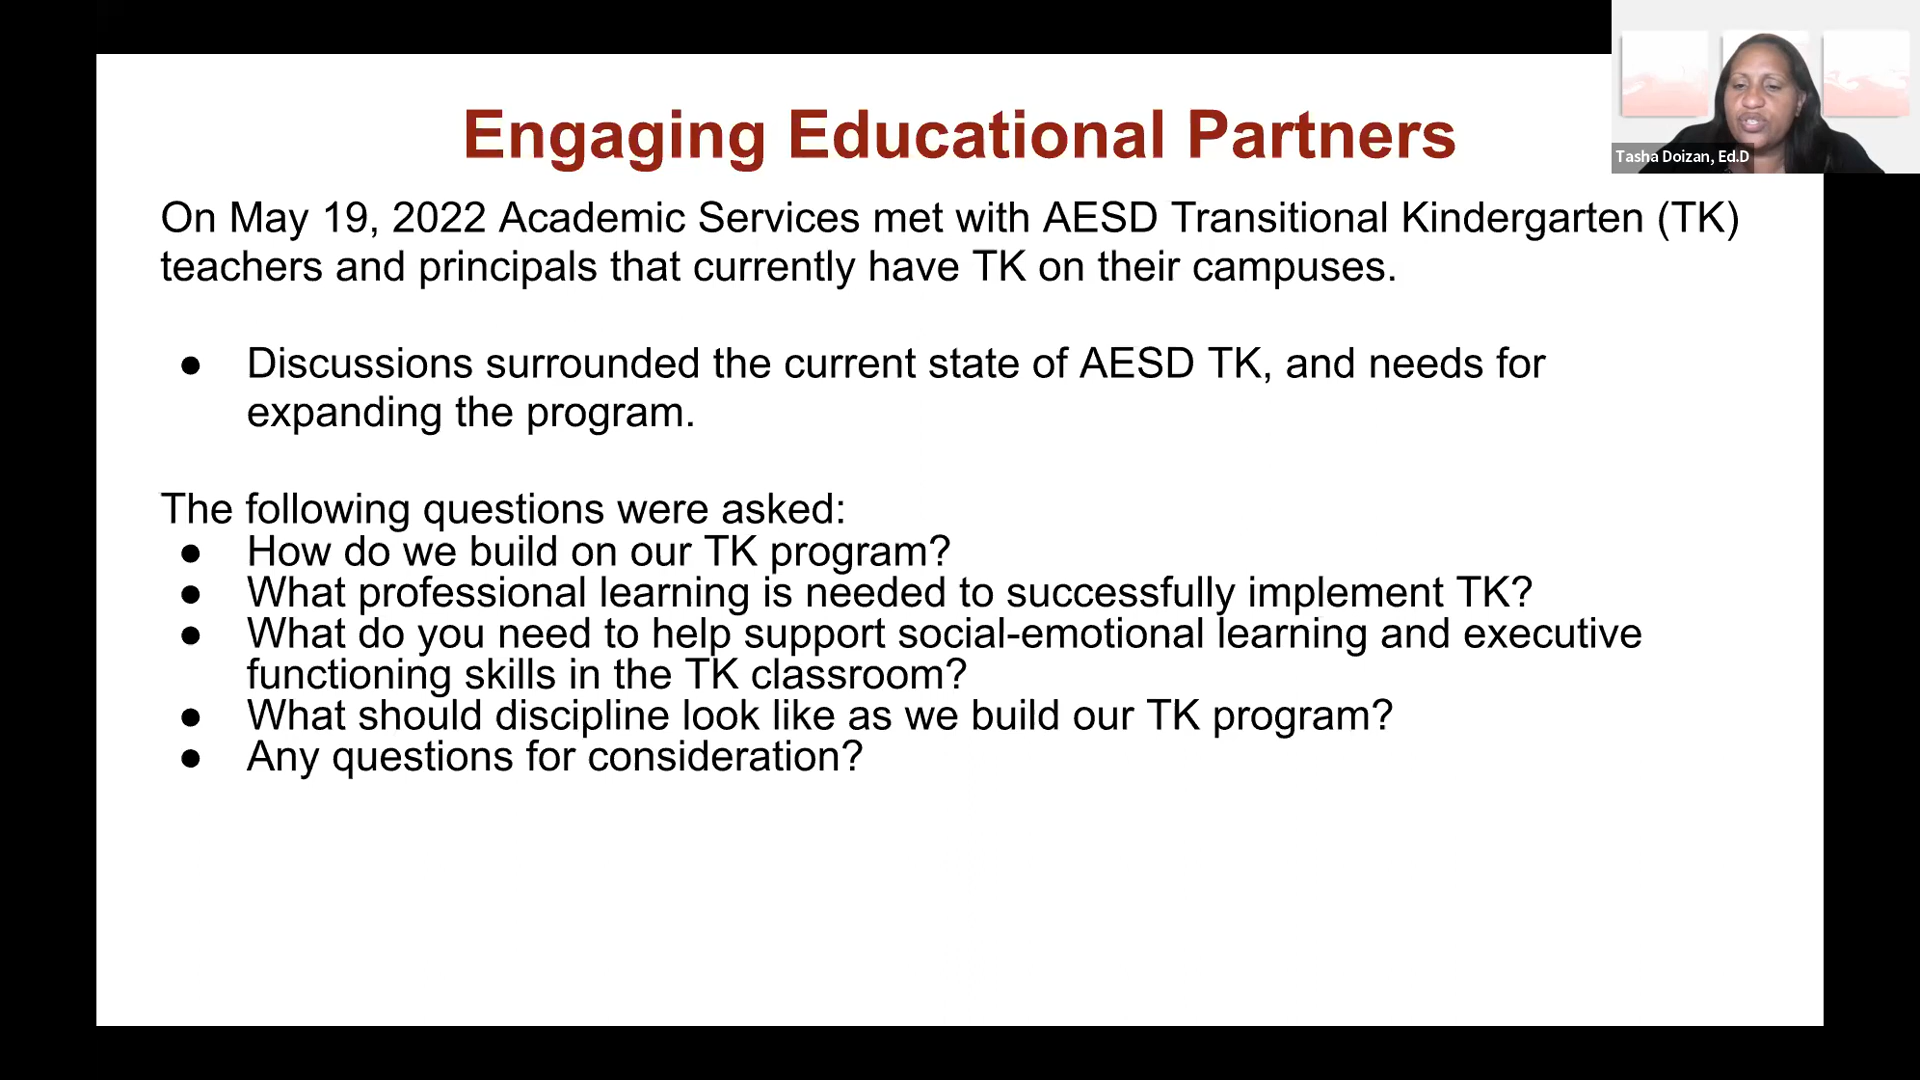 Engaging Educational Partners
Tasha Doizan, Ed.D
On May 19, 2022 Academic Services met with AESD Transitional Kindergarten (TK)
teachers and principals that currently have TK on their campuses.
● Discussions surrounded the current state of AESD TK, and needs for
expanding the program.
The following questions were asked:
● How do we build on our TK program?
● What professional learning is needed to successfully implement TK?
● What do you need to help support social-emotional learning and executive
functioning skills in the TK classroom?
● What should discipline look like as we build our TK program?
● Any questions for consideration?